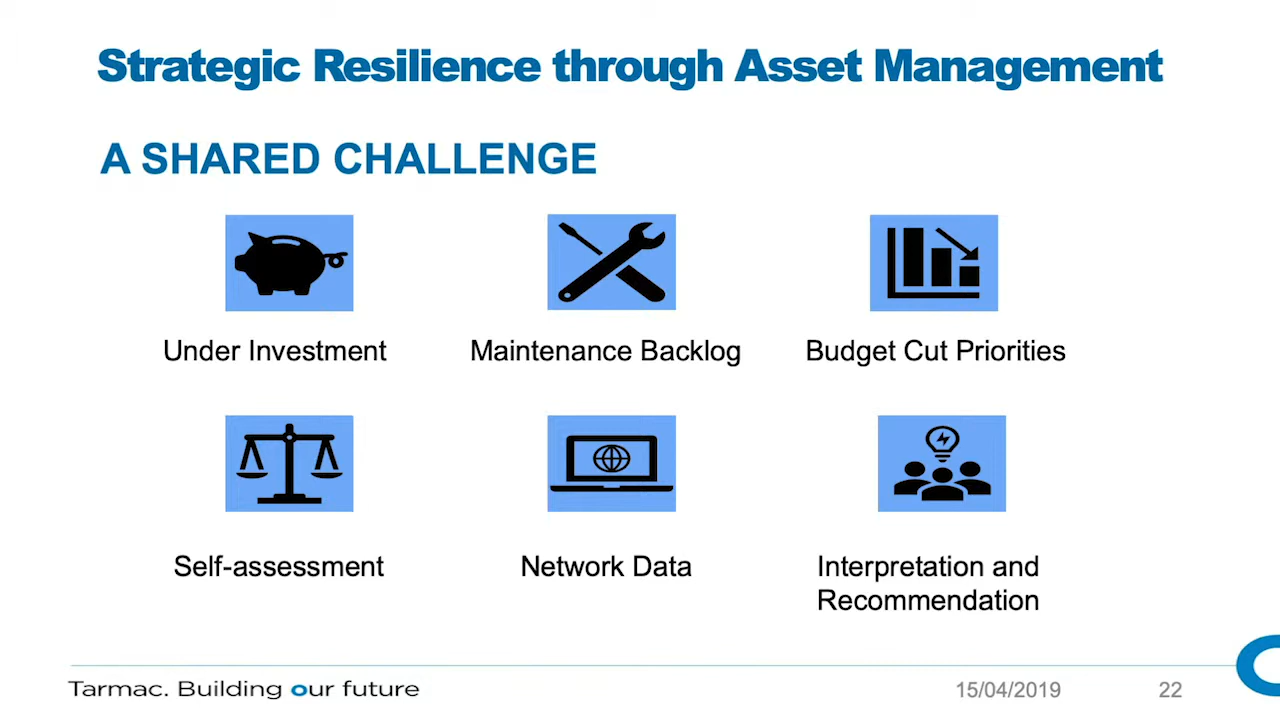 Strategic Resilience through Asset Management
A SHARED CHALLENGE
Under Investment
Maintenance Backlog
Budget Cut Priorities
Self-assessment
Network Data
Interpretation and
Recommendation
Tarmac. Building our future
15/04/2019
22